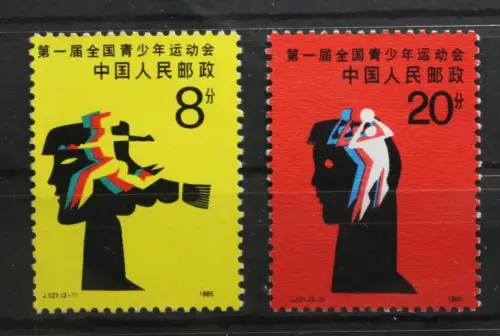 第一届全国青少年运动会
中国人民邮政
8分
J.121.(2-1) 1985
第一届全国青少年运动会
中国人民邮政
20分
J.121.(2-2) 1985